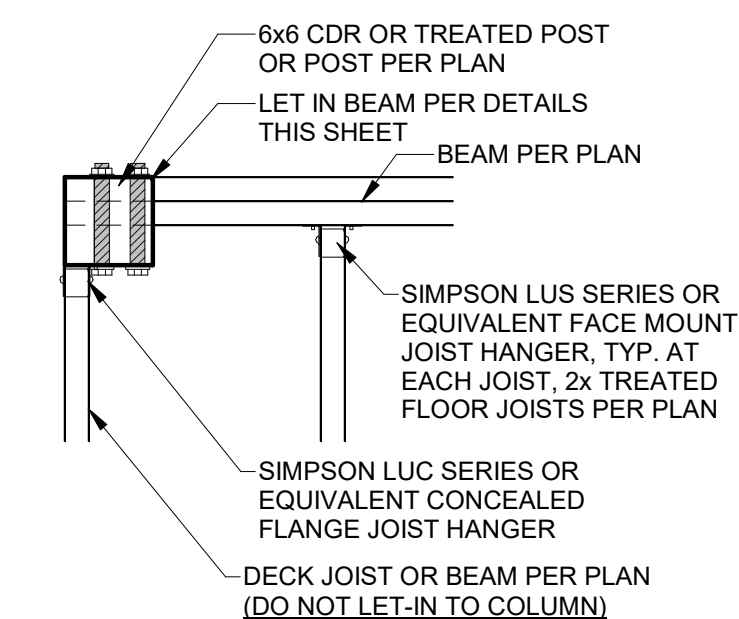 6x6 CDR OR TREATED POST
OR POST PER PLAN
LET IN BEAM PER DETAILS
THIS SHEET
BEAM PER PLAN
SIMPSON LUS SERIES OR
EQUIVALENT FACE MOUNT
JOIST HANGER, TYP. AT
EACH JOIST, 2x TREATED
FLOOR JOISTS PER PLAN
SIMPSON LUC SERIES OR
EQUIVALENT CONCEALED
FLANGE JOIST HANGER
DECK JOIST OR BEAM PER PLAN
(DO NOT LET-IN TO COLUMN)